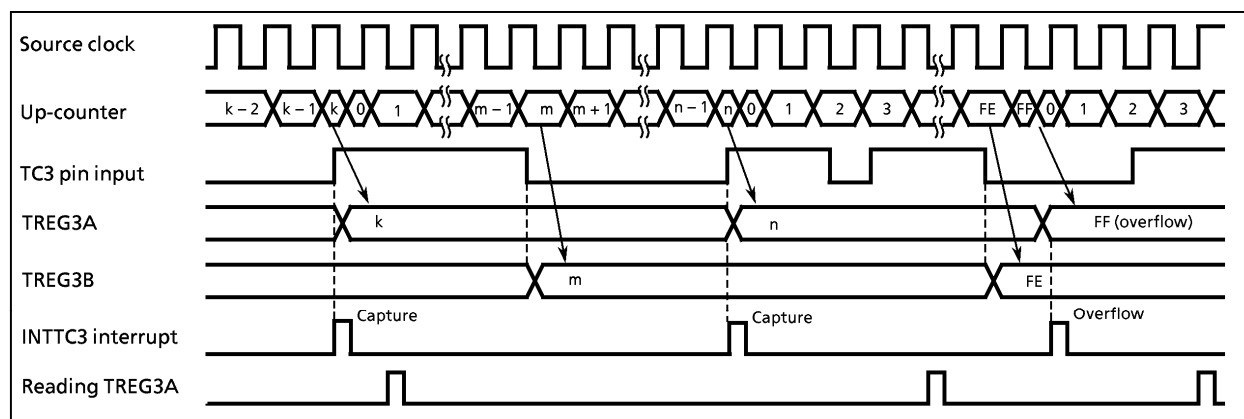 Source clock
Up-counter k – 2 k – 1 k 0 1 m – 1 m m + 1 n – 1 n 0 1 2 3 FE FF 0 1 2 3
TC3 pin input
TREG3A k n FF (overflow)
TREG3B m FE
INTTC3 interrupt Capture Capture Overflow
Reading TREG3A